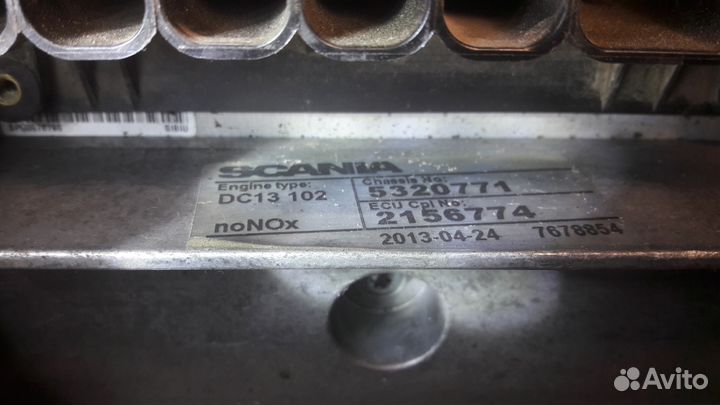 SCANIA
Engine type: Chassis No:
DC13 102 5320771
ECU Cpl No:
noNOx 2156774
2013-04-24 7678854
Avito